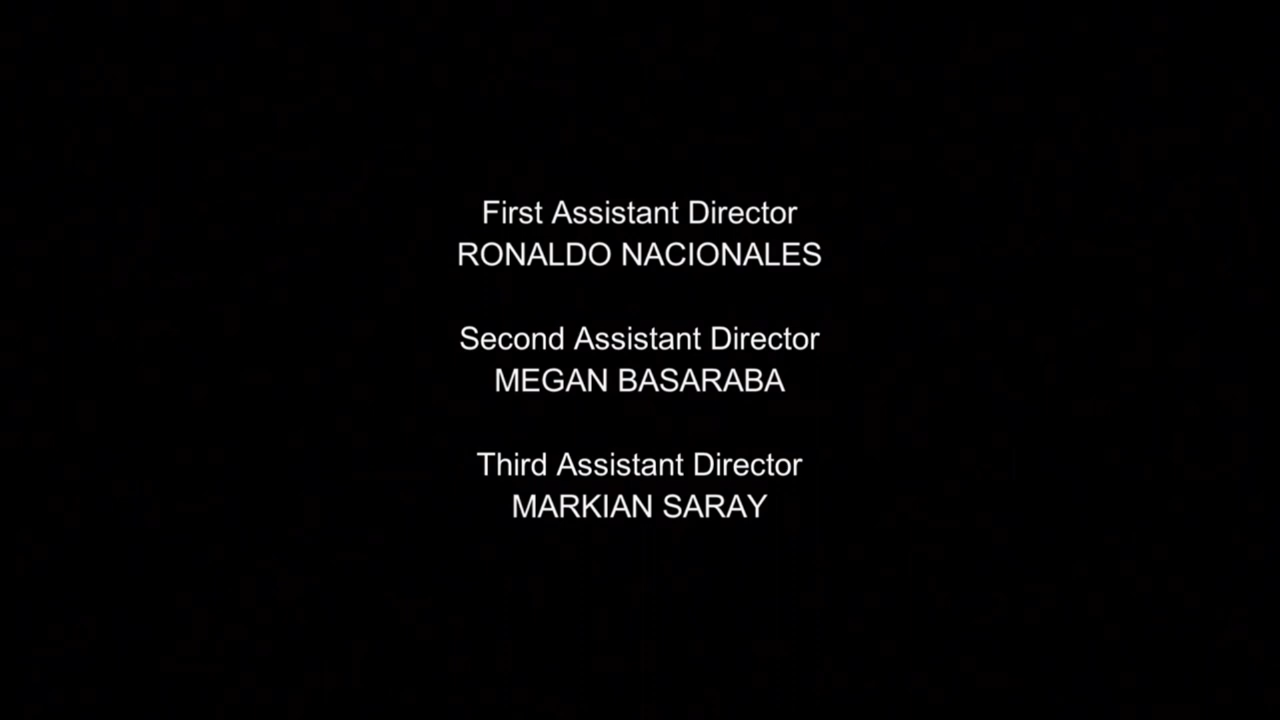 First Assistant Director
RONALDO NACIONALES
Second Assistant Director
MEGAN BASARABA
Third Assistant Director
MARKIAN SARAY